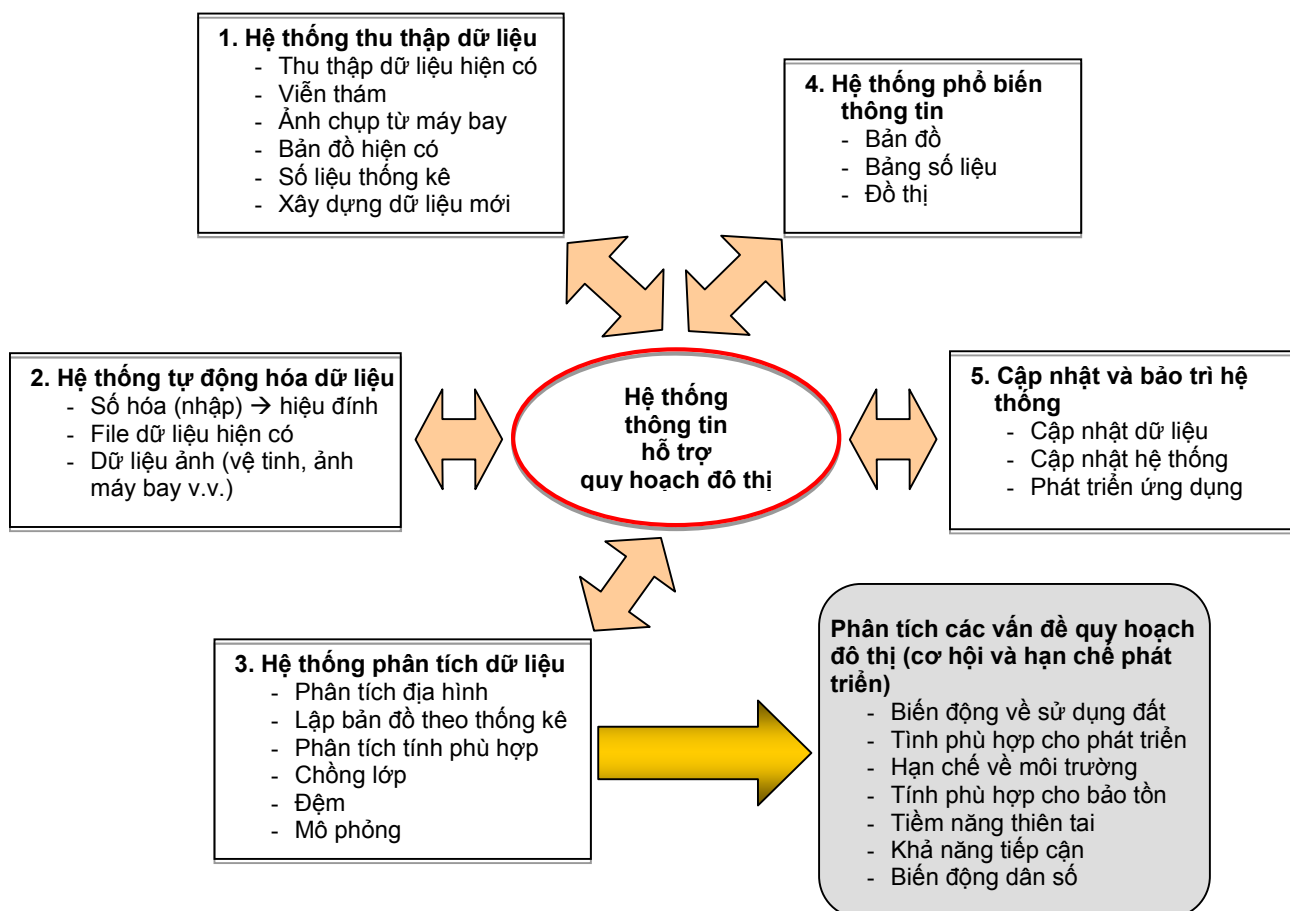 1. Hệ thống thu thập dữ liệu
- Thu thập dữ liệu hiện có
- Viễn thám
- Ảnh chụp từ máy bay
- Bản đồ hiện có
- Số liệu thống kê
- Xây dựng dữ liệu mới
4. Hệ thống phổ biến
thông tin
- Bản đồ
- Bảng số liệu
- Đồ thị
2. Hệ thống tự động hóa dữ liệu
- Số hóa (nhập) → hiệu đính
- File dữ liệu hiện có
- Dữ liệu ảnh (vệ tinh, ảnh
máy bay v.v.)
Hệ thống
thông tin
hỗ trợ
quy hoạch đô thị
5. Cập nhật và bảo trì hệ
thống
- Cập nhật dữ liệu
- Cập nhật hệ thống
- Phát triển ứng dụng
3. Hệ thống phân tích dữ liệu
- Phân tích địa hình
- Lập bản đồ theo thống kê
- Phân tích tính phù hợp
- Chồng lớp
- Đệm
- Mô phỏng
Phân tích các vấn đề quy hoạch
đô thị (cơ hội và hạn chế phát
triển)
- Biến động về sử dụng đất
- Tình phù hợp cho phát triển
- Hạn chế về môi trường
- Tính phù hợp cho bảo tồn
- Tiềm năng thiên tai
- Khả năng tiếp cận
- Biến động dân số